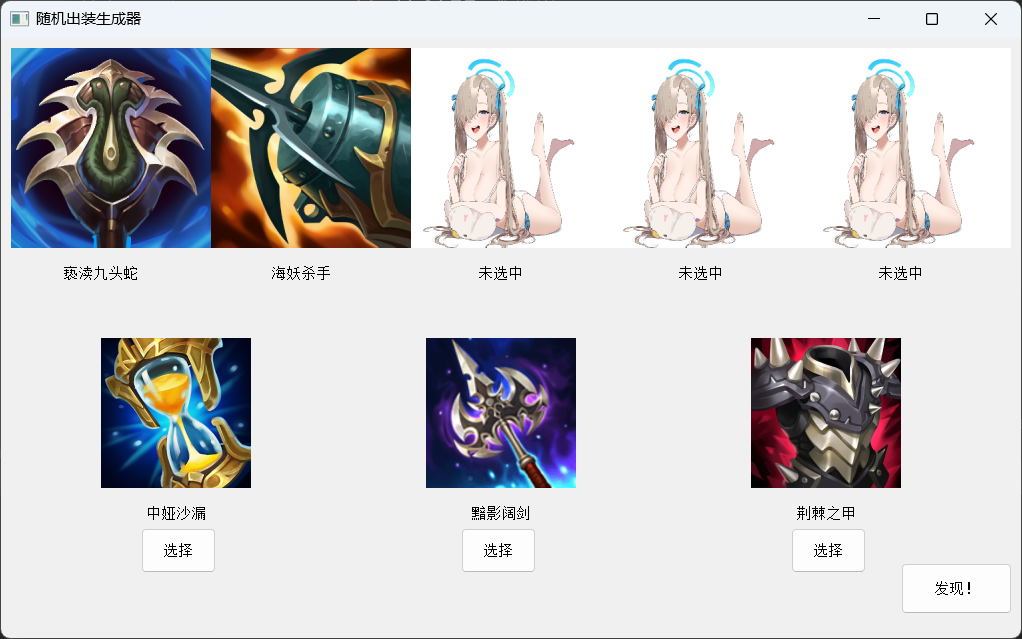 随机出装生成器
亵渎九头蛇
海妖杀手
未选中
未选中
未选中
中娅沙漏
黯影阔剑
荆棘之甲
选择
选择
选择
发现!